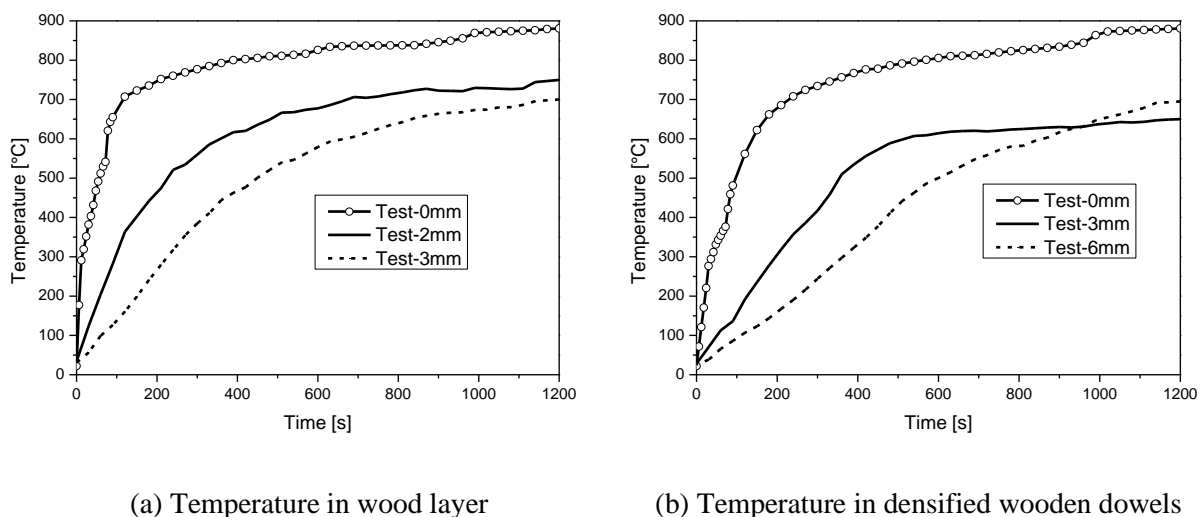 900
800
700
600
500
400
300
200
100
0
Temperature [°C]
Test-0mm
Test-2mm
Test-3mm
0 200 400 600 800 1000 1200
Time [s]
900
800
700
600
500
400
300
200
100
0
Temperature [°C]
Test-0mm
Test-3mm
Test-6mm
0 200 400 600 800 1000 1200
Time [s]
(a) Temperature in wood layer
(b) Temperature in densified wooden dowels